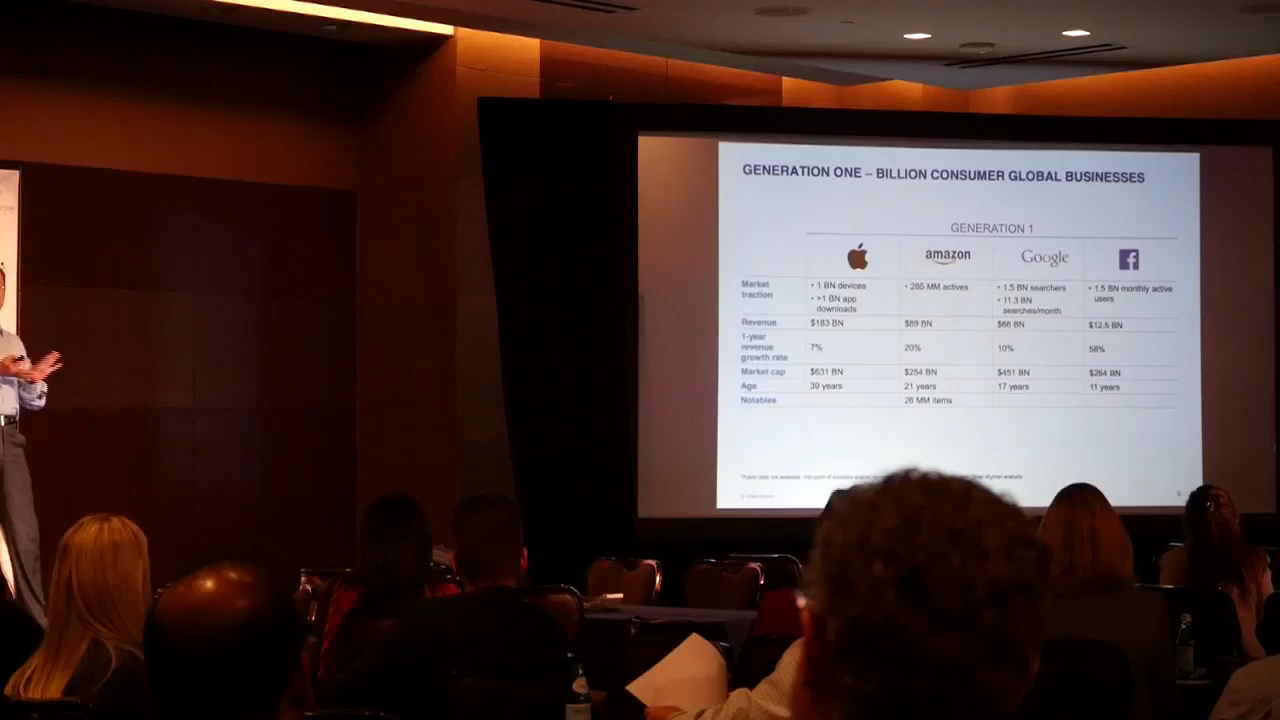 GENERATION ONE – BILLION CONSUMER GLOBAL BUSINESSES
GENERATION 1
amazon Google f
Market traction • 1 BN devices • >1 BN app downloads • 285 MM actives • 1.5 BN searchers • 11.3 BN searches/month • 1.5 BN monthly active users
Revenue $183 BN $89 BN $66 BN $12.5 BN
1-year revenue growth rate 7% 20% 10% 58%
Market cap $631 BN $254 BN $451 BN $264 BN
Age 39 years 21 years 17 years 11 years
Notables 26 MM items
3